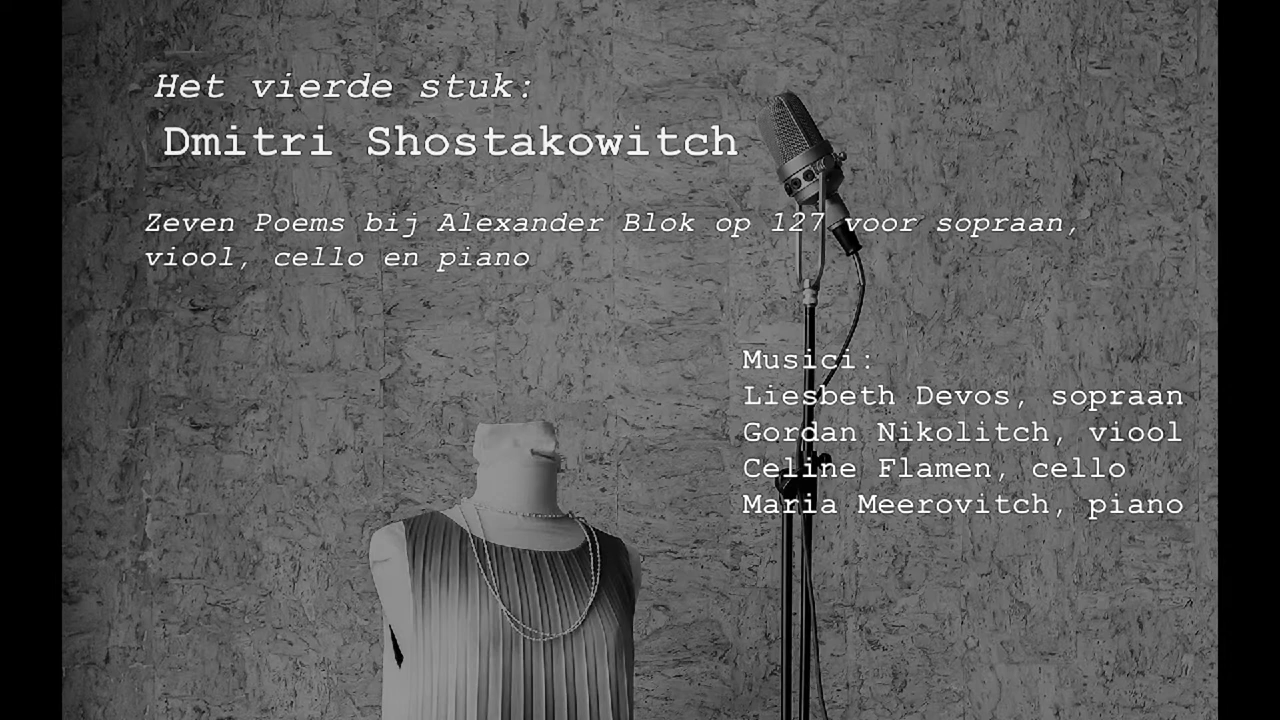 Het vierde stuk:
Dmitri Shostakowitch
Zeven Poems bij Alexander Blok op 127 voor sopraan,
viool, cello en piano
Musici:
Liesbeth Devos, sopraan
Gordan Nikolitch, viool
Celine Flamen, cello
Maria Meerovitch, piano